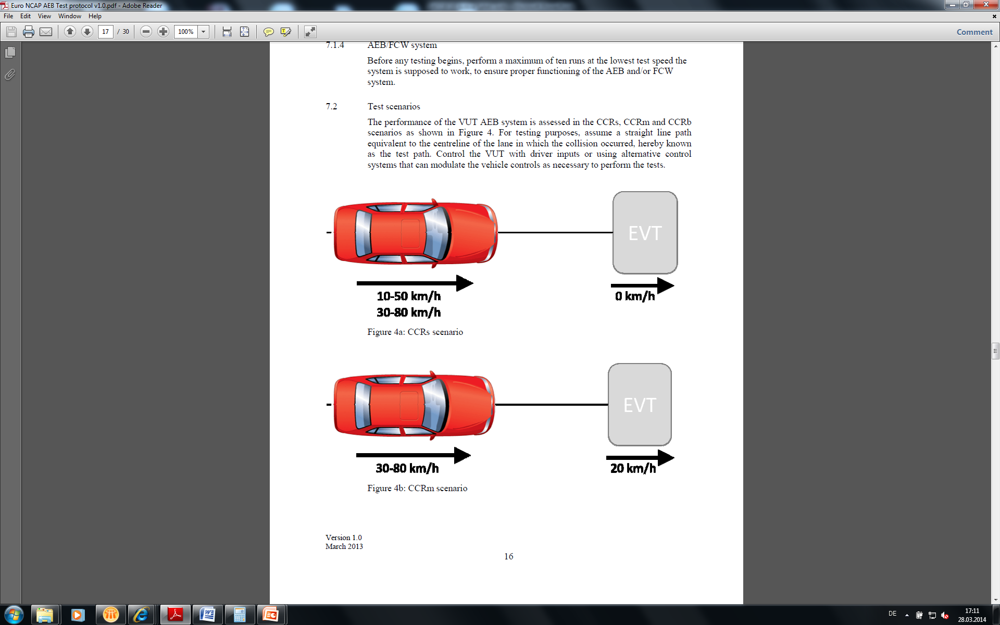 Euro NCAP AEB Test protocol v1.0.pdf - Adobe Reader
File Edit View Window Help
17 / 30 100% Comment
7.1.4 AEB/FCW system
Before any testing begins, perform a maximum of ten runs at the lowest test speed the
system is supposed to work, to ensure proper functioning of the AEB and/or FCW
system.
7.2 Test scenarios
The performance of the VUT AEB system is assessed in the CCRs, CCRm and CCRb
scenarios as shown in Figure 4. For testing purposes, assume a straight line path
equivalent to the centreline of the lane in which the collision occurred, hereby known
as the test path. Control the VUT with driver inputs or using alternative control
systems that can modulate the vehicle controls as necessary to perform the tests.
EVT
10-50 km/h 0 km/h
30-80 km/h
Figure 4a: CCRs scenario
EVT
30-80 km/h 20 km/h
Figure 4b: CCRm scenario
Version 1.0
March 2013
16
DE
17:11
28.03.2014